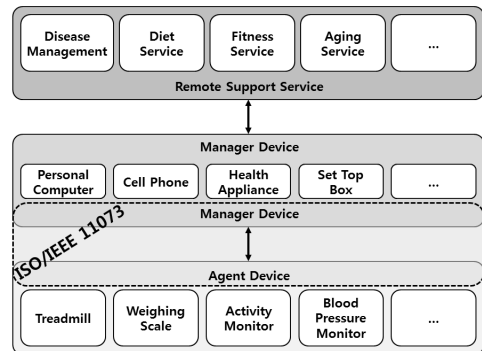 Disease
Management
Diet
Service
Fitness
Service
Aging
Service
...
Remote Support Service
Manager Device
Personal
Computer
Cell Phone
Health
Appliance
Set Top
Box
...
Manager Device
ISO/IEEE 11073
Agent Device
Treadmill
Weighing
Scale
Activity
Monitor
Blood
Pressure
Monitor
...